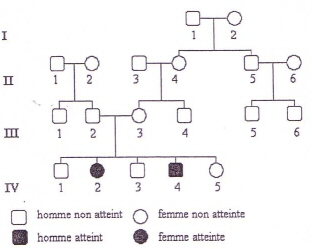 I
1 2
II
1 2 3 4 5 6
III
1 2 3 4 5 6
IV
1 2 3 4 5
homme non atteint femme non atteinte
homme atteint femme atteinte